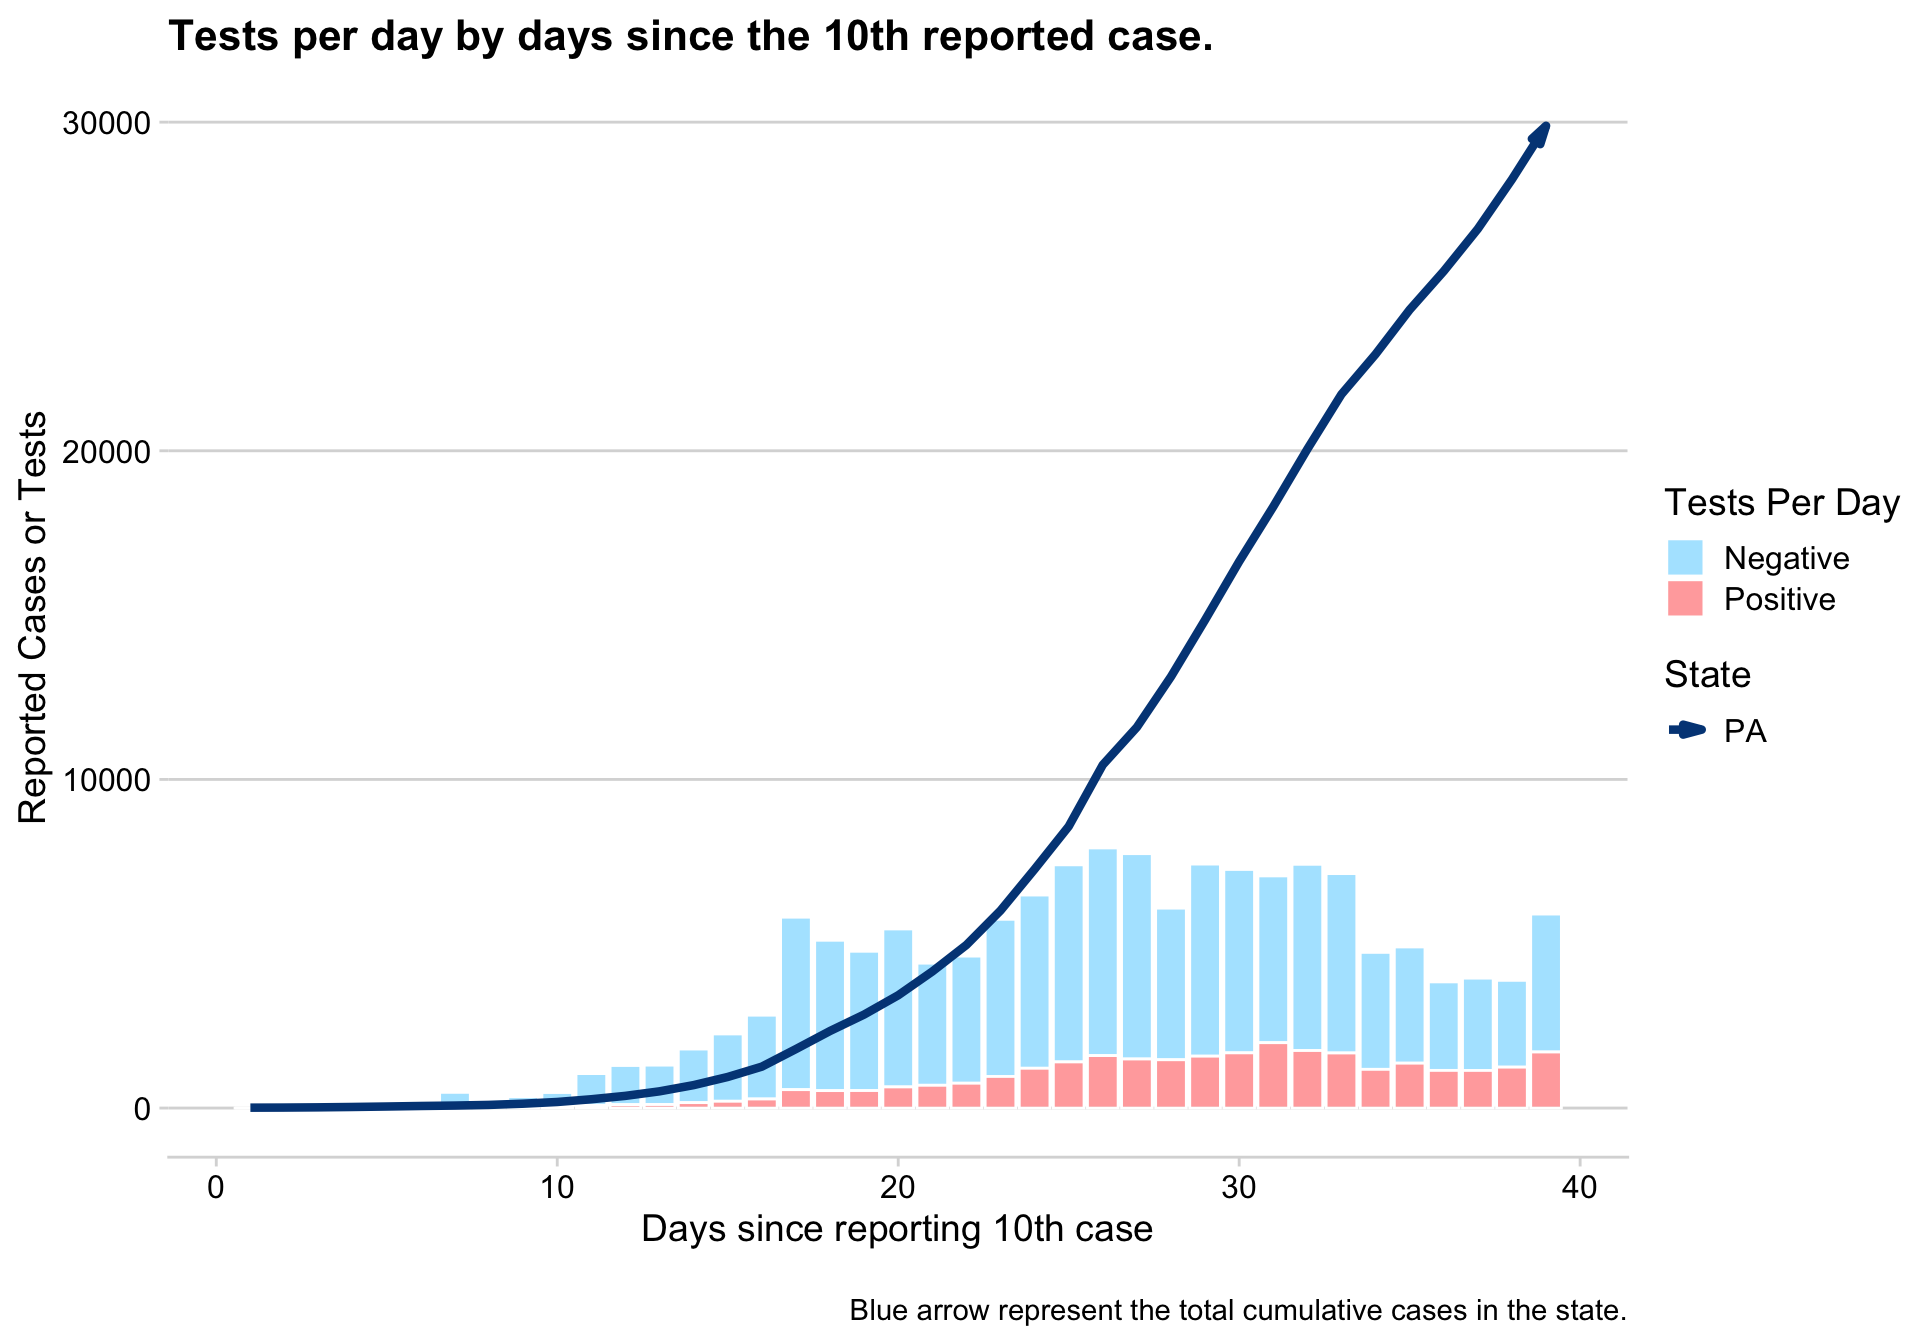 Tests per day by days since the 10th reported case.
30000
20000
10000
0
Reported Cases or Tests
0 10 20 30 40
Days since reporting 10th case
Tests Per Day
Negative
Positive
State
PA
Blue arrow represent the total cumulative cases in the state.